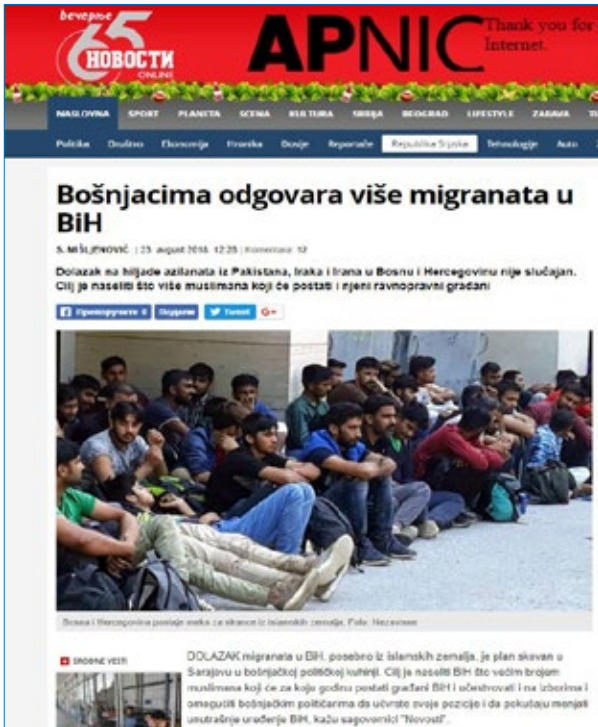 вечерње
65
НОВОСТИ
ONLINE
APNIC
Thank you for
Internet.
NASLOVNA SPORT PLANETA SCENA KULTURA SRBIJA BEOGRAD LIFESTYLE ZABAVA
Politika Društvo Ekonomija Hronika Dosije Reportaže Republika Srpska Tehnologije Auto
Bošnjacima odgovara više migranata u
BiH
S. MIŠLJENOVIĆ | 23. avgust 2018. 12:28 | Komentara: 12
Dolazak na hiljade azilanata iz Pakistana, Iraka i Irana u Bosnu i Hercegovinu nije slučajan.
Cilj je naseliti što više muslimana koji će postati i njeni ravnopravni građani
Препоручите 0 Подели Tweet G+
Bosna i Hercegovina postaje meka za strance iz islamskih zemalja. Foto: Nezavisne
SRODNE VESTI
DOLAZAK migranata u BiH, posebno iz islamskih zemalja, je plan skovan u
Sarajevu u bošnjačkoj političkoj kuhinji. Cilj je naseliti BiH što većim brojem
muslimana koji će za koju godinu postati građani BiH i učestvovati i na izborima i
omogućiti bošnjačkim političarima da učvrste svoje pozicije i da pokušaju menjati
unutrašnje uređenje BiH, kažu sagovornici "Novosti".